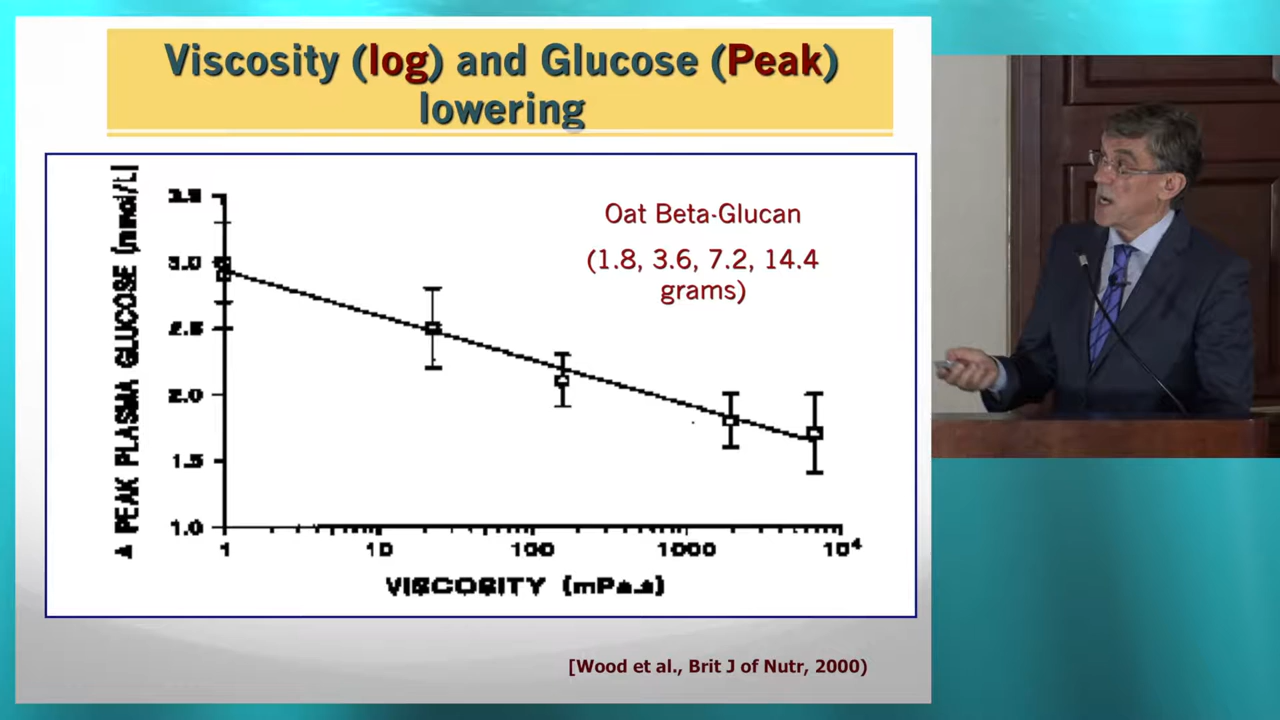 Viscosity (log) and Glucose (Peak)
lowering
Δ PEAK PLASMA GLUCOSE (mmol/L)
3.5
3.0
2.5
2.0
1.5
1.0
Oat Beta-Glucan
(1.8, 3.6, 7.2, 14.4
grams)
1 10 100 1000 10⁴
VISCOSITY (mPa.s)
[Wood et al., Brit J of Nutr, 2000)